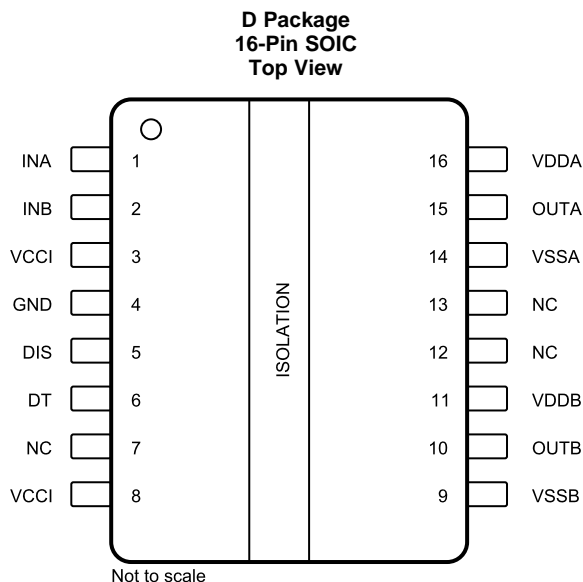 D Package
16-Pin SOIC
Top View
INA 1 16 VDDA
INB 2 15 OUTA
VCCI 3 14 VSSA
GND 4 13 NC
ISOLATION
DIS 5 12 NC
DT 6 11 VDDB
NC 7 10 OUTB
VCCI 8 9 VSSB
Not to scale